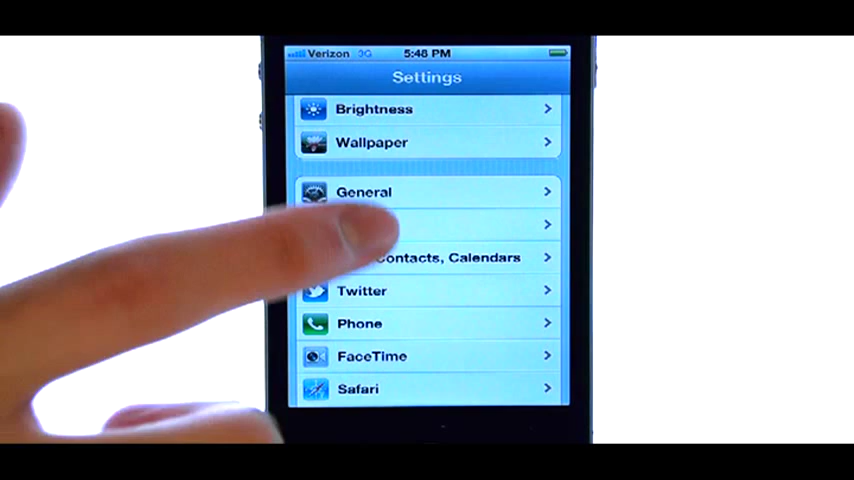 Verizon 3G 5:48 PM
Settings
Brightness
Wallpaper
General
Contacts, Calendars
Twitter
Phone
FaceTime
Safari